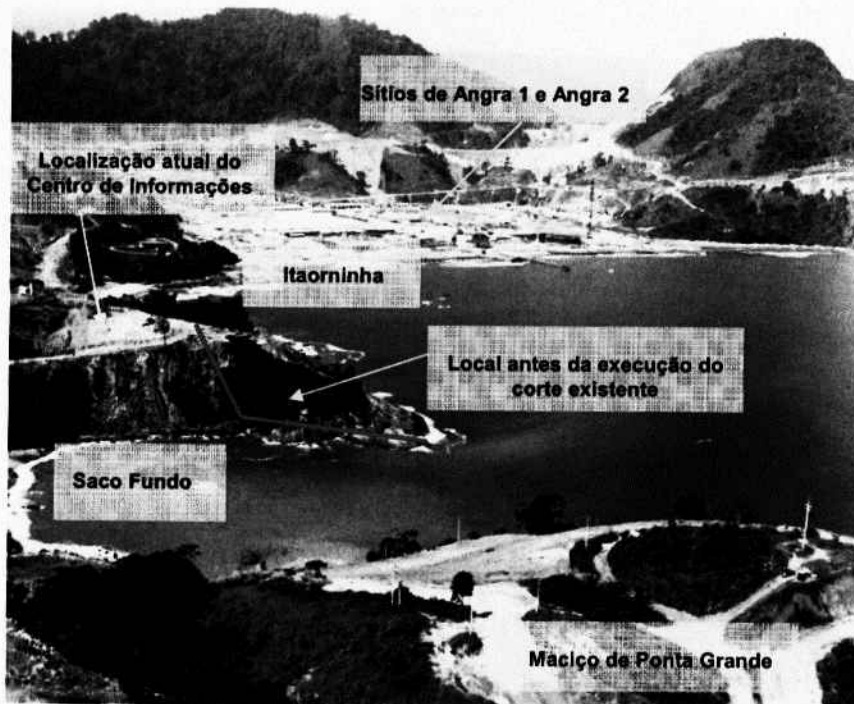 Sítios de Angra 1 e Angra 2
Localização atual do
Centro de Informações
Itaorninha
Local antes da execução do
corte existente
Saco Fundo
Maciço de Ponta Grande